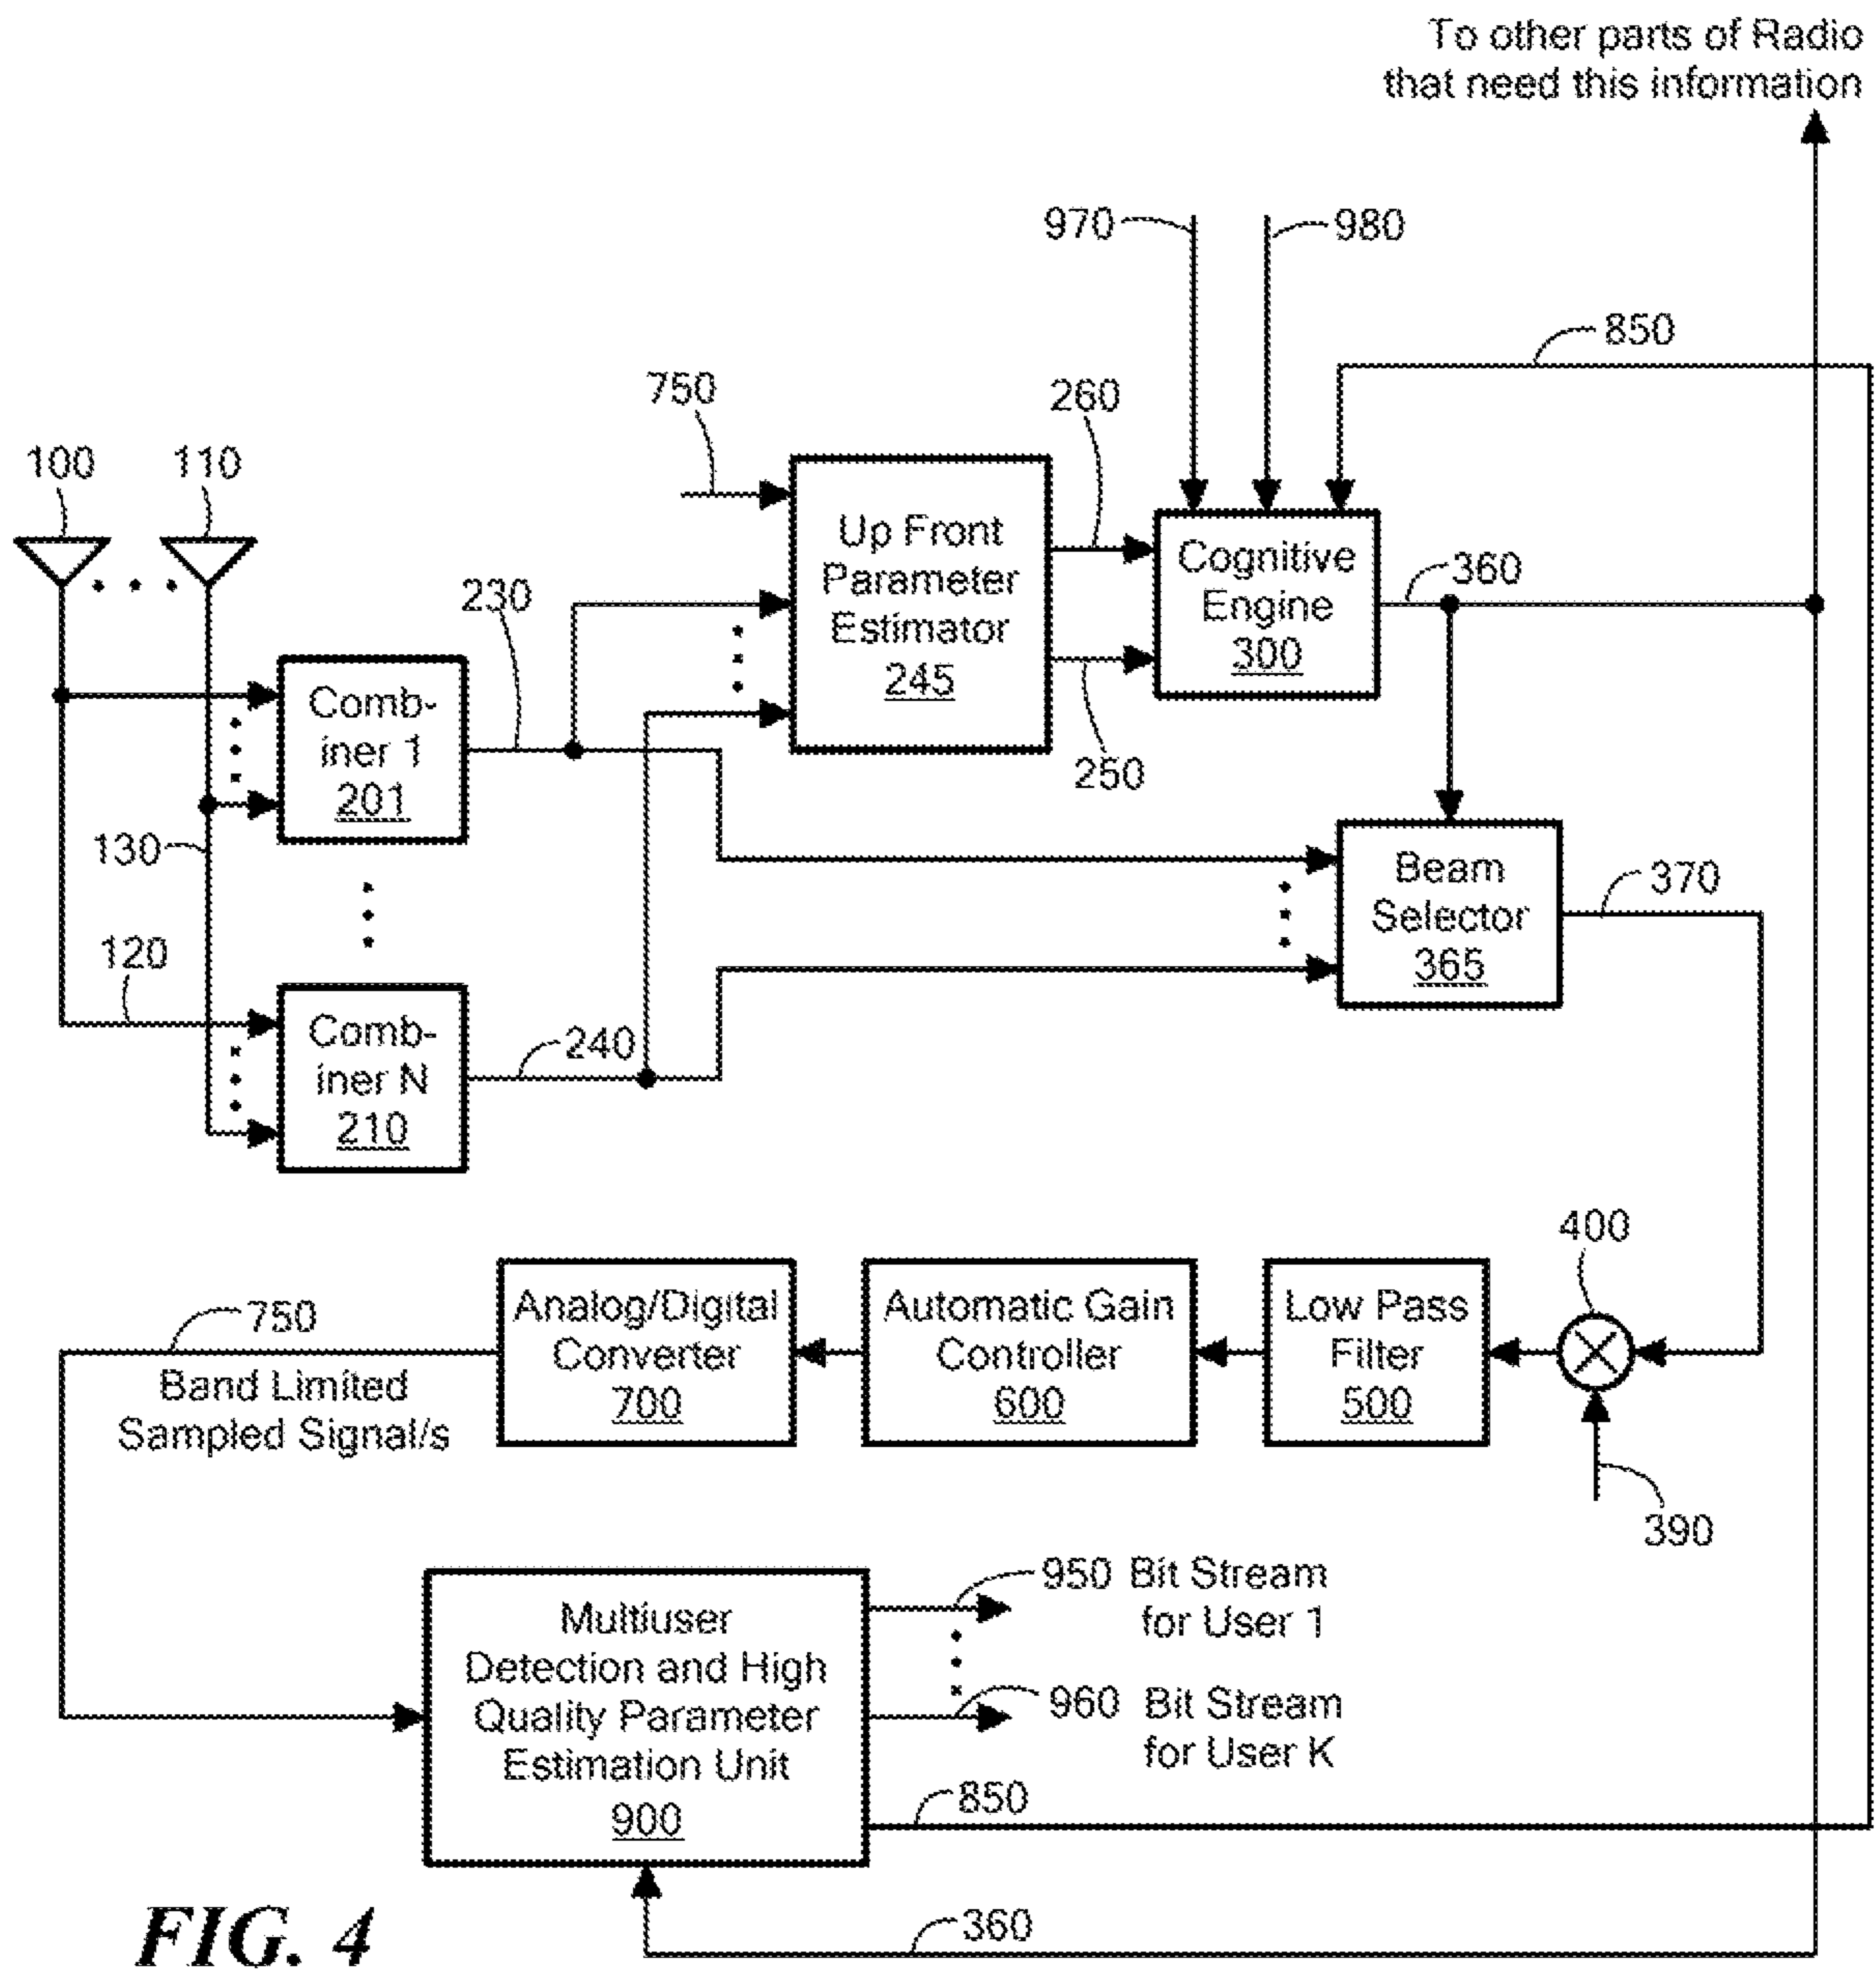 To other parts of Radio
that need this information
970
980
850
750
260
100
110
Up Front
Parameter
Estimator
245
Cognitive
Engine
300
360
230
Comb-
iner 1
201
250
130
Beam
Selector
365
370
120
Comb-
iner N
210
240
400
750
Band Limited
Sampled Signal/s
Analog/Digital
Converter
700
Automatic Gain
Controller
600
Low Pass
Filter
500
390
Multiuser
Detection and High
Quality Parameter
Estimation Unit
900
950 Bit Stream
for User 1
960 Bit Stream
for User K
850
360
FIG. 4